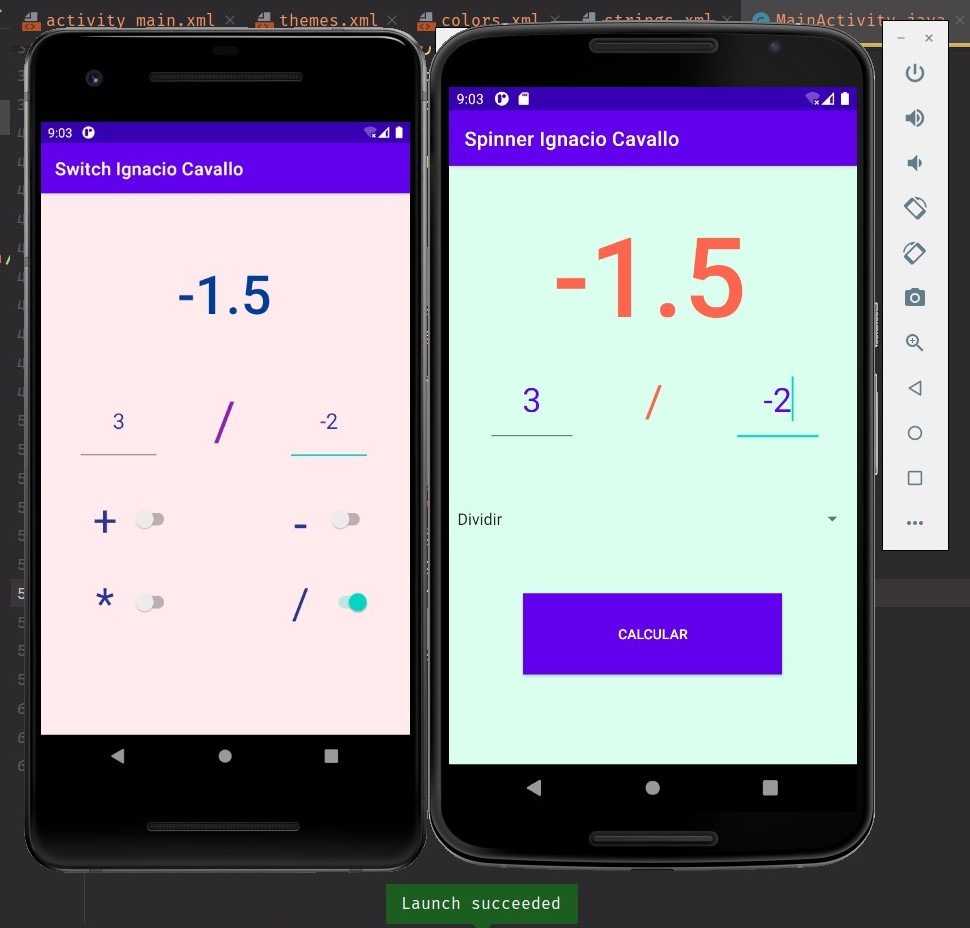 activity_main.xml
themes.xml
colors.xml
strings.xml
MainActivity.java
9:03
Switch Ignacio Cavallo
-1.5
3 / -2
+ -
* /
9:03
Spinner Ignacio Cavallo
-1.5
3 / -2
Dividir
CALCULAR
Launch succeeded